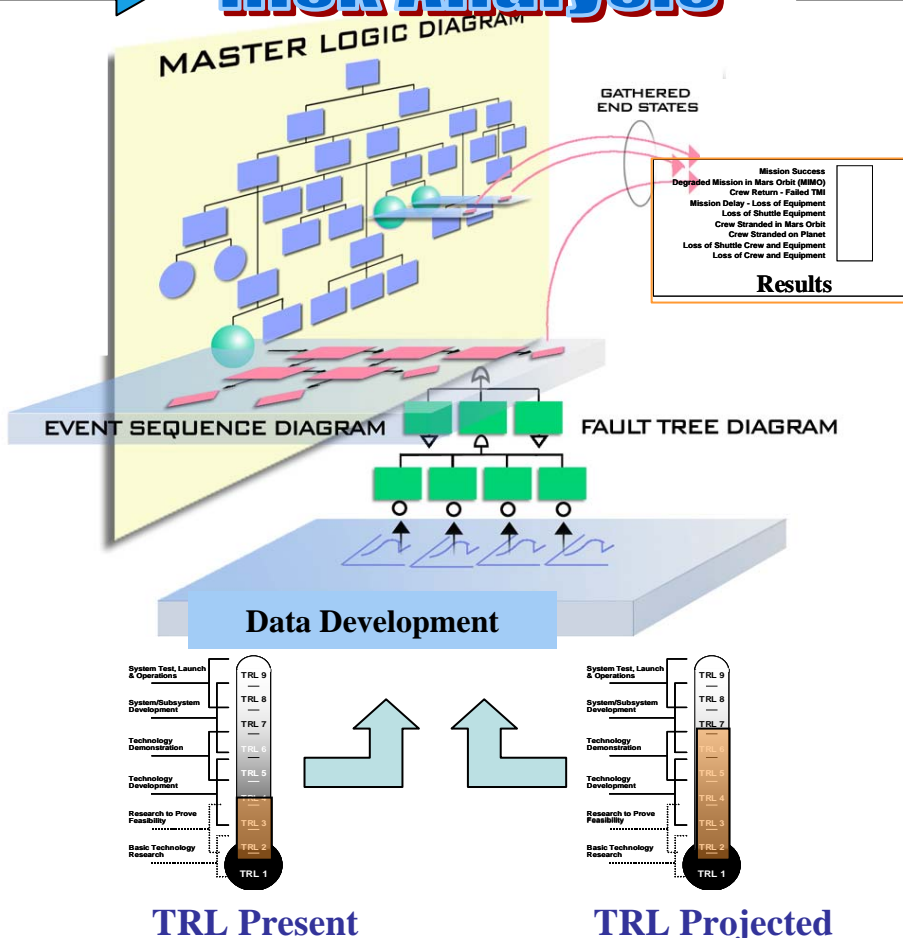 Risk Analysis
MASTER LOGIC DIAGRAM
GATHERED
END STATES
Mission Success
Degraded Mission in Mars Orbit (MIMO)
Crew Return - Failed TMI
Mission Delay - Loss of Equipment
Loss of Shuttle Equipment
Crew Stranded in Mars Orbit
Crew Stranded on Planet
Loss of Shuttle Crew and Equipment
Loss of Crew and Equipment
Results
EVENT SEQUENCE DIAGRAM
FAULT TREE DIAGRAM
Data Development
System Test, Launch
& Operations
System/Subsystem
Development
Technology
Demonstration
Technology
Development
Research to Prove
Feasibility
Basic Technology
Research
TRL 9
TRL 8
TRL 7
TRL 6
TRL 5
TRL 4
TRL 3
TRL 2
TRL 1
TRL Present
System Test, Launch
& Operations
System/Subsystem
Development
Technology
Demonstration
Technology
Development
Research to Prove
Feasibility
Basic Technology
Research
TRL 9
TRL 8
TRL 7
TRL 6
TRL 5
TRL 4
TRL 3
TRL 2
TRL 1
TRL Projected